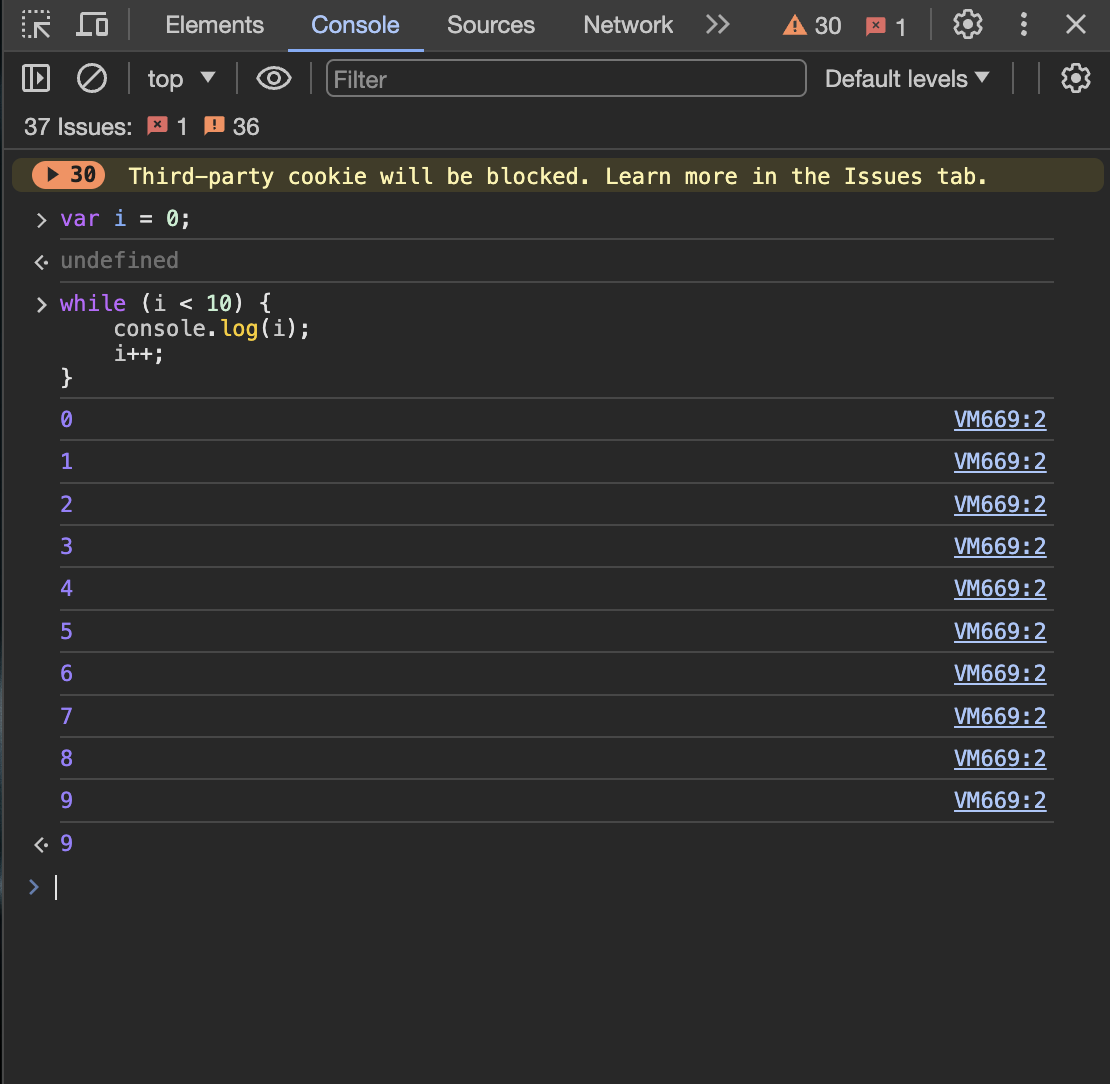 Elements Console Sources Network 30 1
top Filter Default levels
37 Issues: 1 36
30 Third-party cookie will be blocked. Learn more in the Issues tab.
> var i = 0;
undefined
> while (i < 10) {
console.log(i);
i++;
}
0 VM669:2
1 VM669:2
2 VM669:2
3 VM669:2
4 VM669:2
5 VM669:2
6 VM669:2
7 VM669:2
8 VM669:2
9 VM669:2
9
>